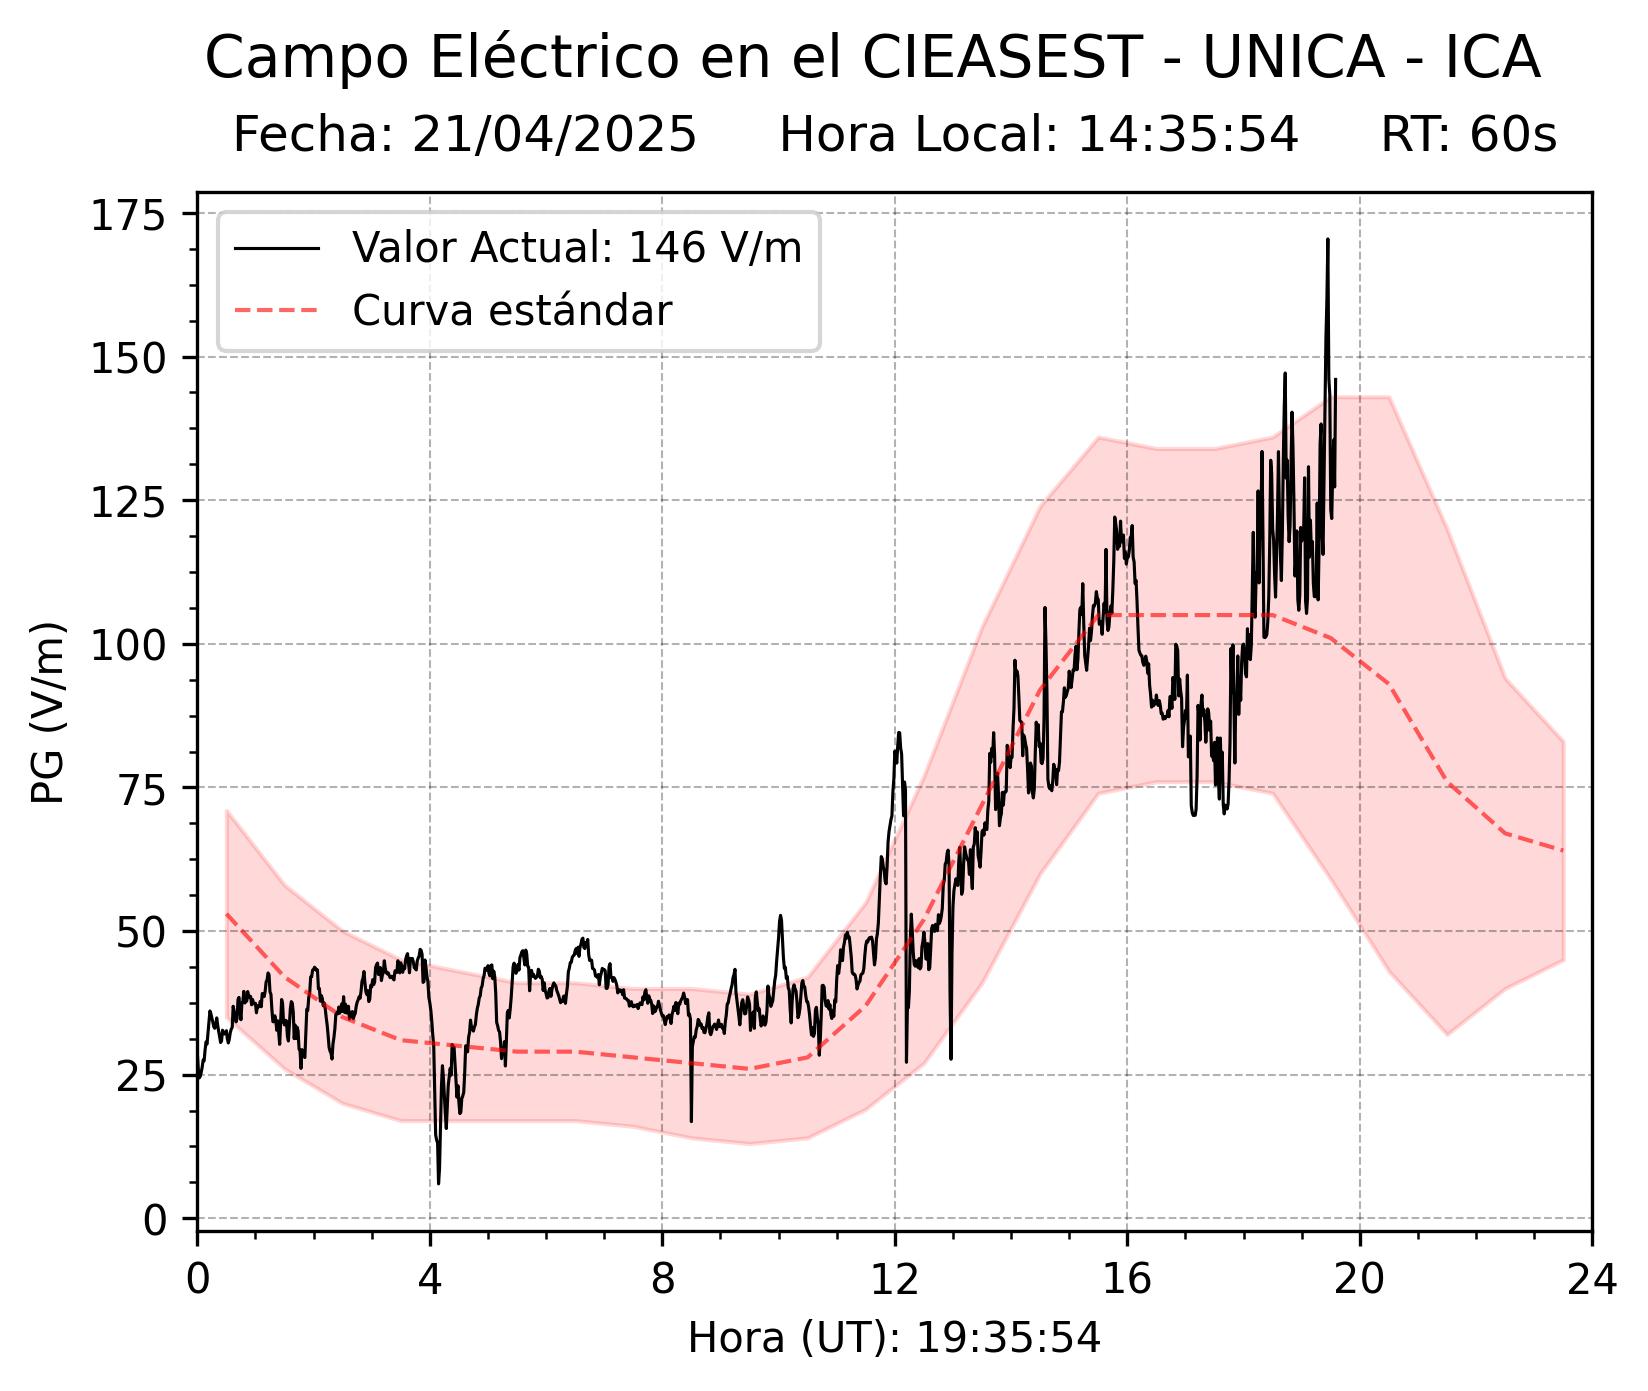 Campo Eléctrico en el CIEASEST - UNICA - ICA
Fecha: 21/04/2025 Hora Local: 14:35:54 RT: 60s
Valor Actual: 146 V/m
Curva estándar
PG (V/m)
175
150
125
100
75
50
25
0
0 4 8 12 16 20 24
Hora (UT): 19:35:54